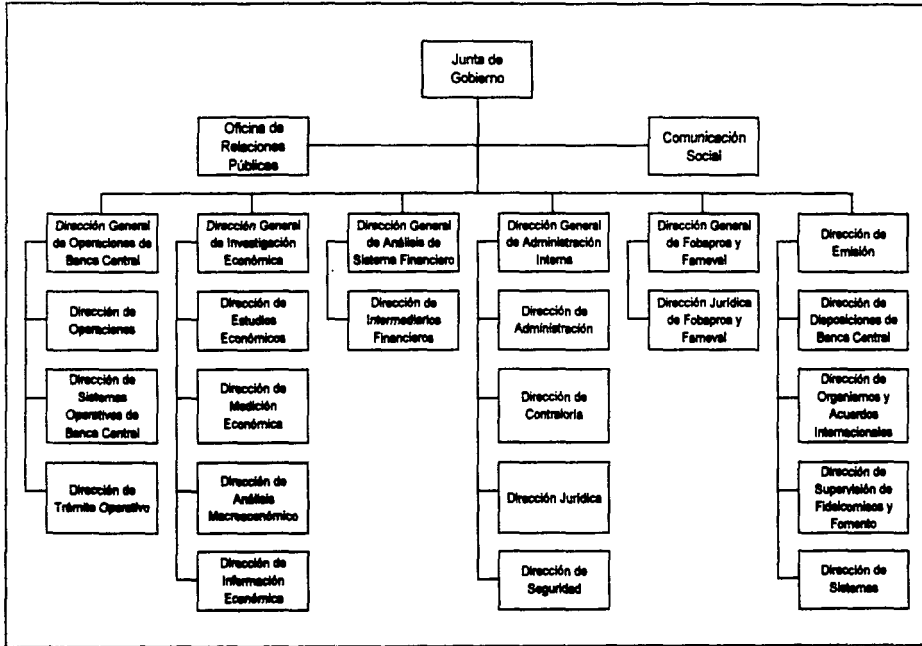 Junta de
Gobierno
Oficina de
Relaciones
Públicas
Comunicación
Social
Dirección General
de Operaciones de
Banca Central
Dirección General
de Investigación
Económica
Dirección General
de Análisis de
Sistema Financiero
Dirección General
de Administración
Interna
Dirección General
de Fobapros y
Fameval
Dirección de
Emisión
Dirección de
Operaciones
Dirección de
Estudios
Económicos
Dirección de
Intermediarios
Financieros
Dirección de
Administración
Dirección Jurídica
de Fobapros y
Fameval
Dirección de
Disposiciones de
Banca Central
Dirección de
Sistemas
Operativos de
Banca Central
Dirección de
Medición
Económica
Dirección de
Contraloría
Dirección de
Organismos y
Acuerdos
Internacionales
Dirección de
Trámite Operativo
Dirección de
Análisis
Macroeconómico
Dirección Jurídica
Dirección de
Supervisión de
Fideicomisos y
Fomento
Dirección de
Información
Económica
Dirección de
Seguridad
Dirección de
Sistemas